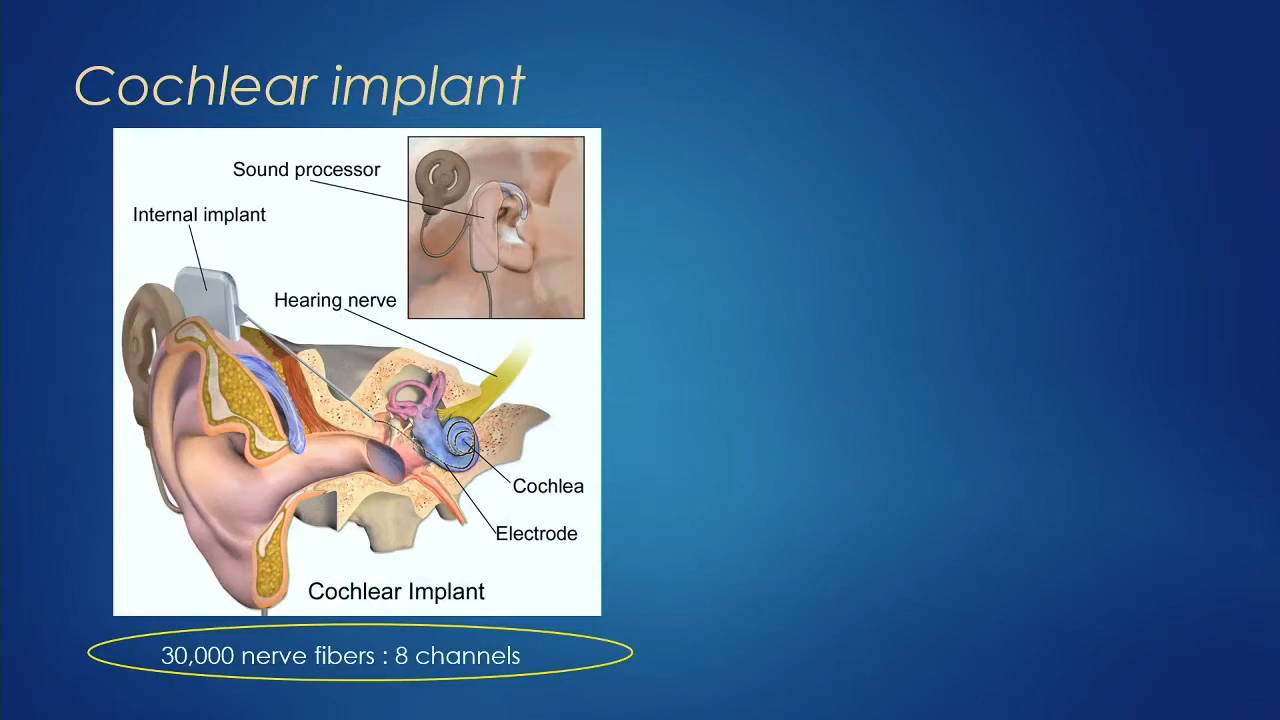 Cochlear implant
Sound processor
Internal implant
Hearing nerve
Cochlea
Electrode
Cochlear Implant
30,000 nerve fibers : 8 channels